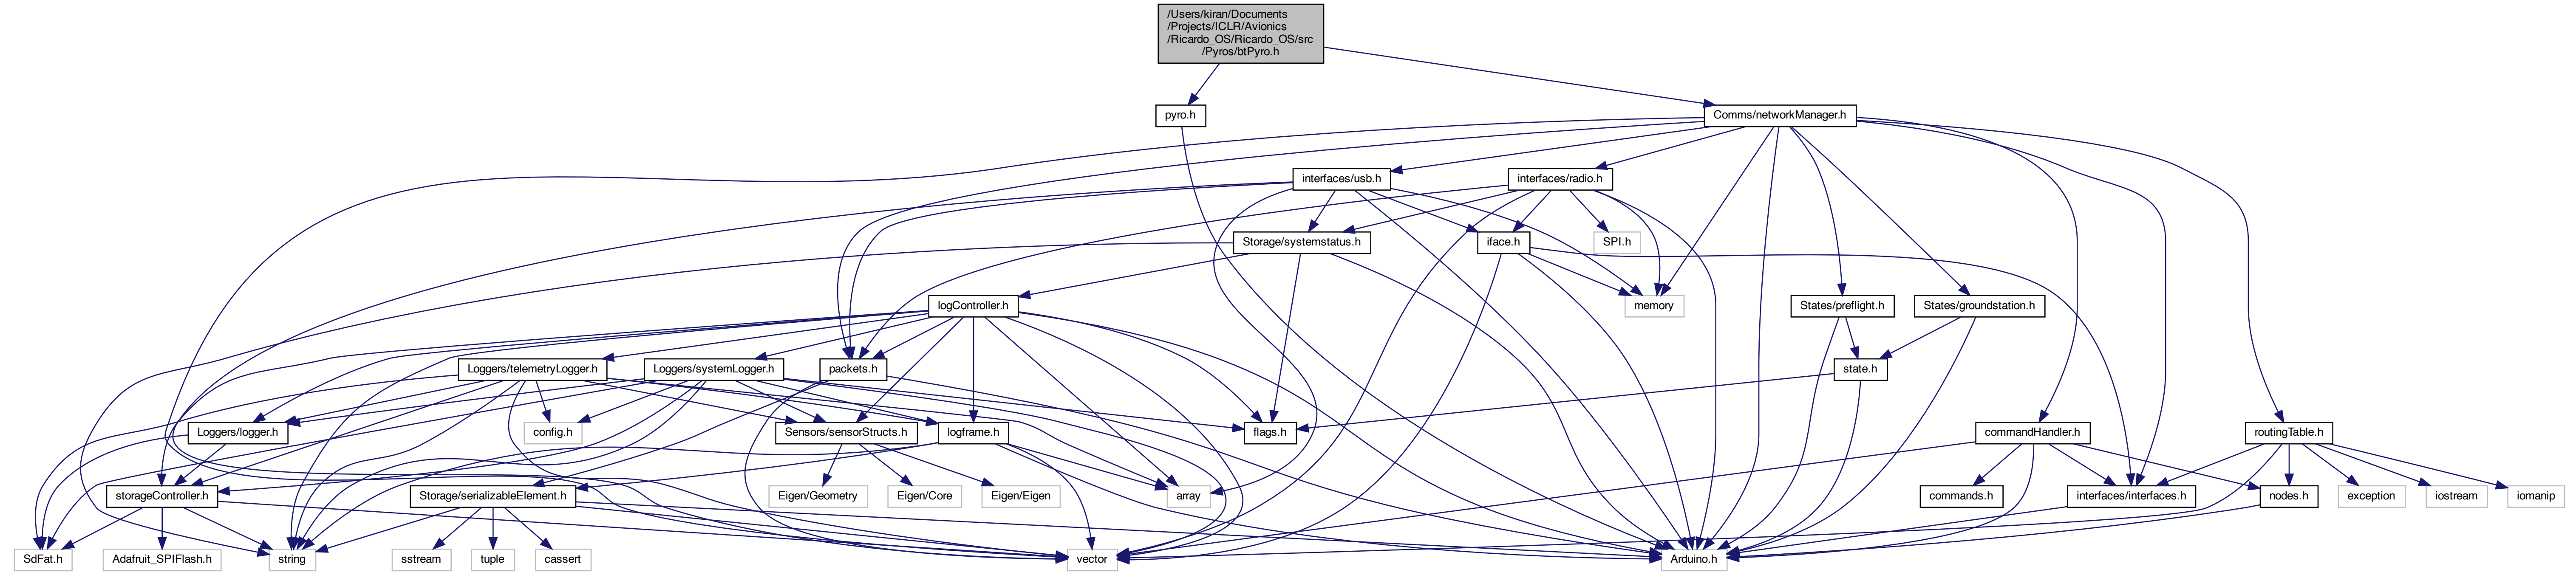 /Users/kiran/Documents
/Projects/ICLR/Avionics
/Ricardo_OS/Ricardo_OS/src
/Pyros/btPyro.h
pyro.h
Comms/networkManager.h
interfaces/usb.h
interfaces/radio.h
Storage/systemstatus.h
iface.h
SPI.h
logController.h
memory
States/preflight.h
States/groundstation.h
Loggers/telemetryLogger.h
Loggers/systemLogger.h
packets.h
state.h
Loggers/logger.h
config.h
Sensors/sensorStructs.h
logframe.h
flags.h
commandHandler.h
routingTable.h
storageController.h
Storage/serializableElement.h
Eigen/Geometry
Eigen/Core
Eigen/Eigen
array
commands.h
interfaces/interfaces.h
nodes.h
exception
iostream
iomanip
SdFat.h
Adafruit_SPIFlash.h
string
sstream
tuple
cassert
vector
Arduino.h